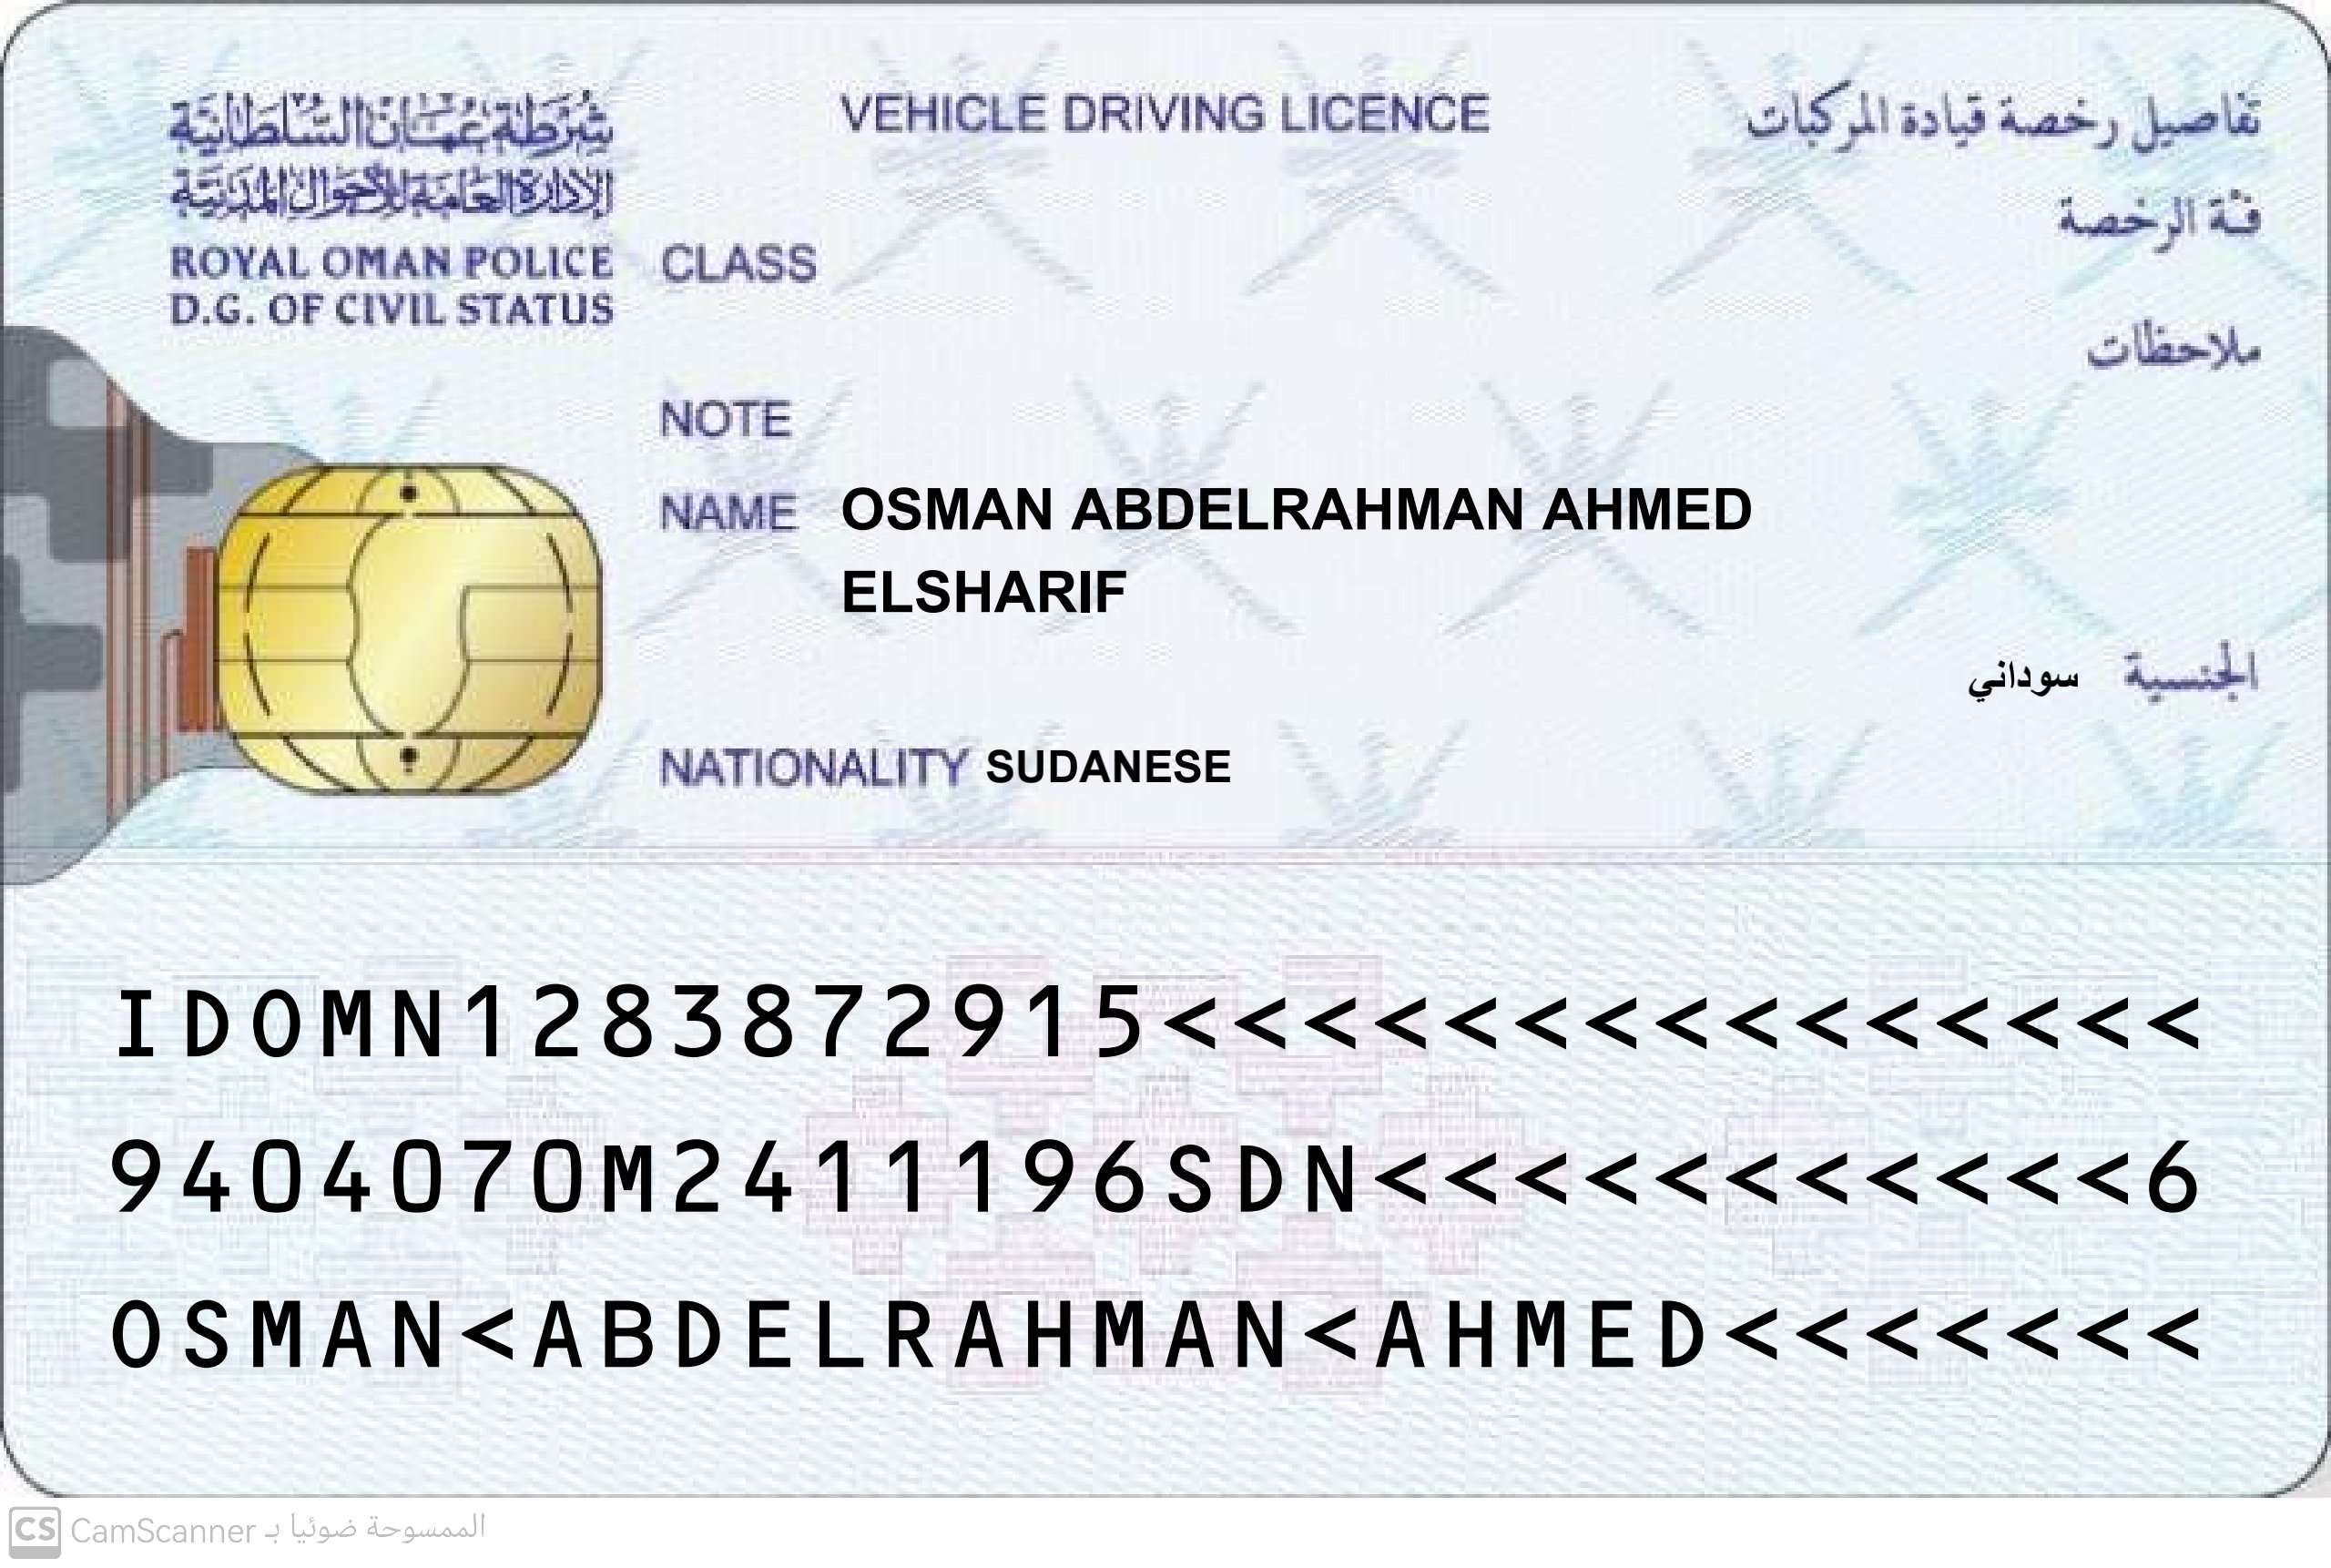 شرطة عمان السلطانية
الإدارة العامة للأحوال المدنية
ROYAL OMAN POLICE
D.G. OF CIVIL STATUS
VEHICLE DRIVING LICENCE
تفاصيل رخصة قيادة المركبات
CLASS
فئة الرخصة
NOTE
ملاحظات
NAME OSMAN ABDELRAHMAN AHMED
ELSHARIF
الجنسية سوداني
NATIONALITY SUDANESE
IDOMN1283872915<<<<<<<<<<<<<<<
9404070M2411196SDN<<<<<<<<<<<6
OSMAN<ABDELRAHMAN<AHMED<<<<<<<
CS CamScanner الممسوحة ضوئيا بـ